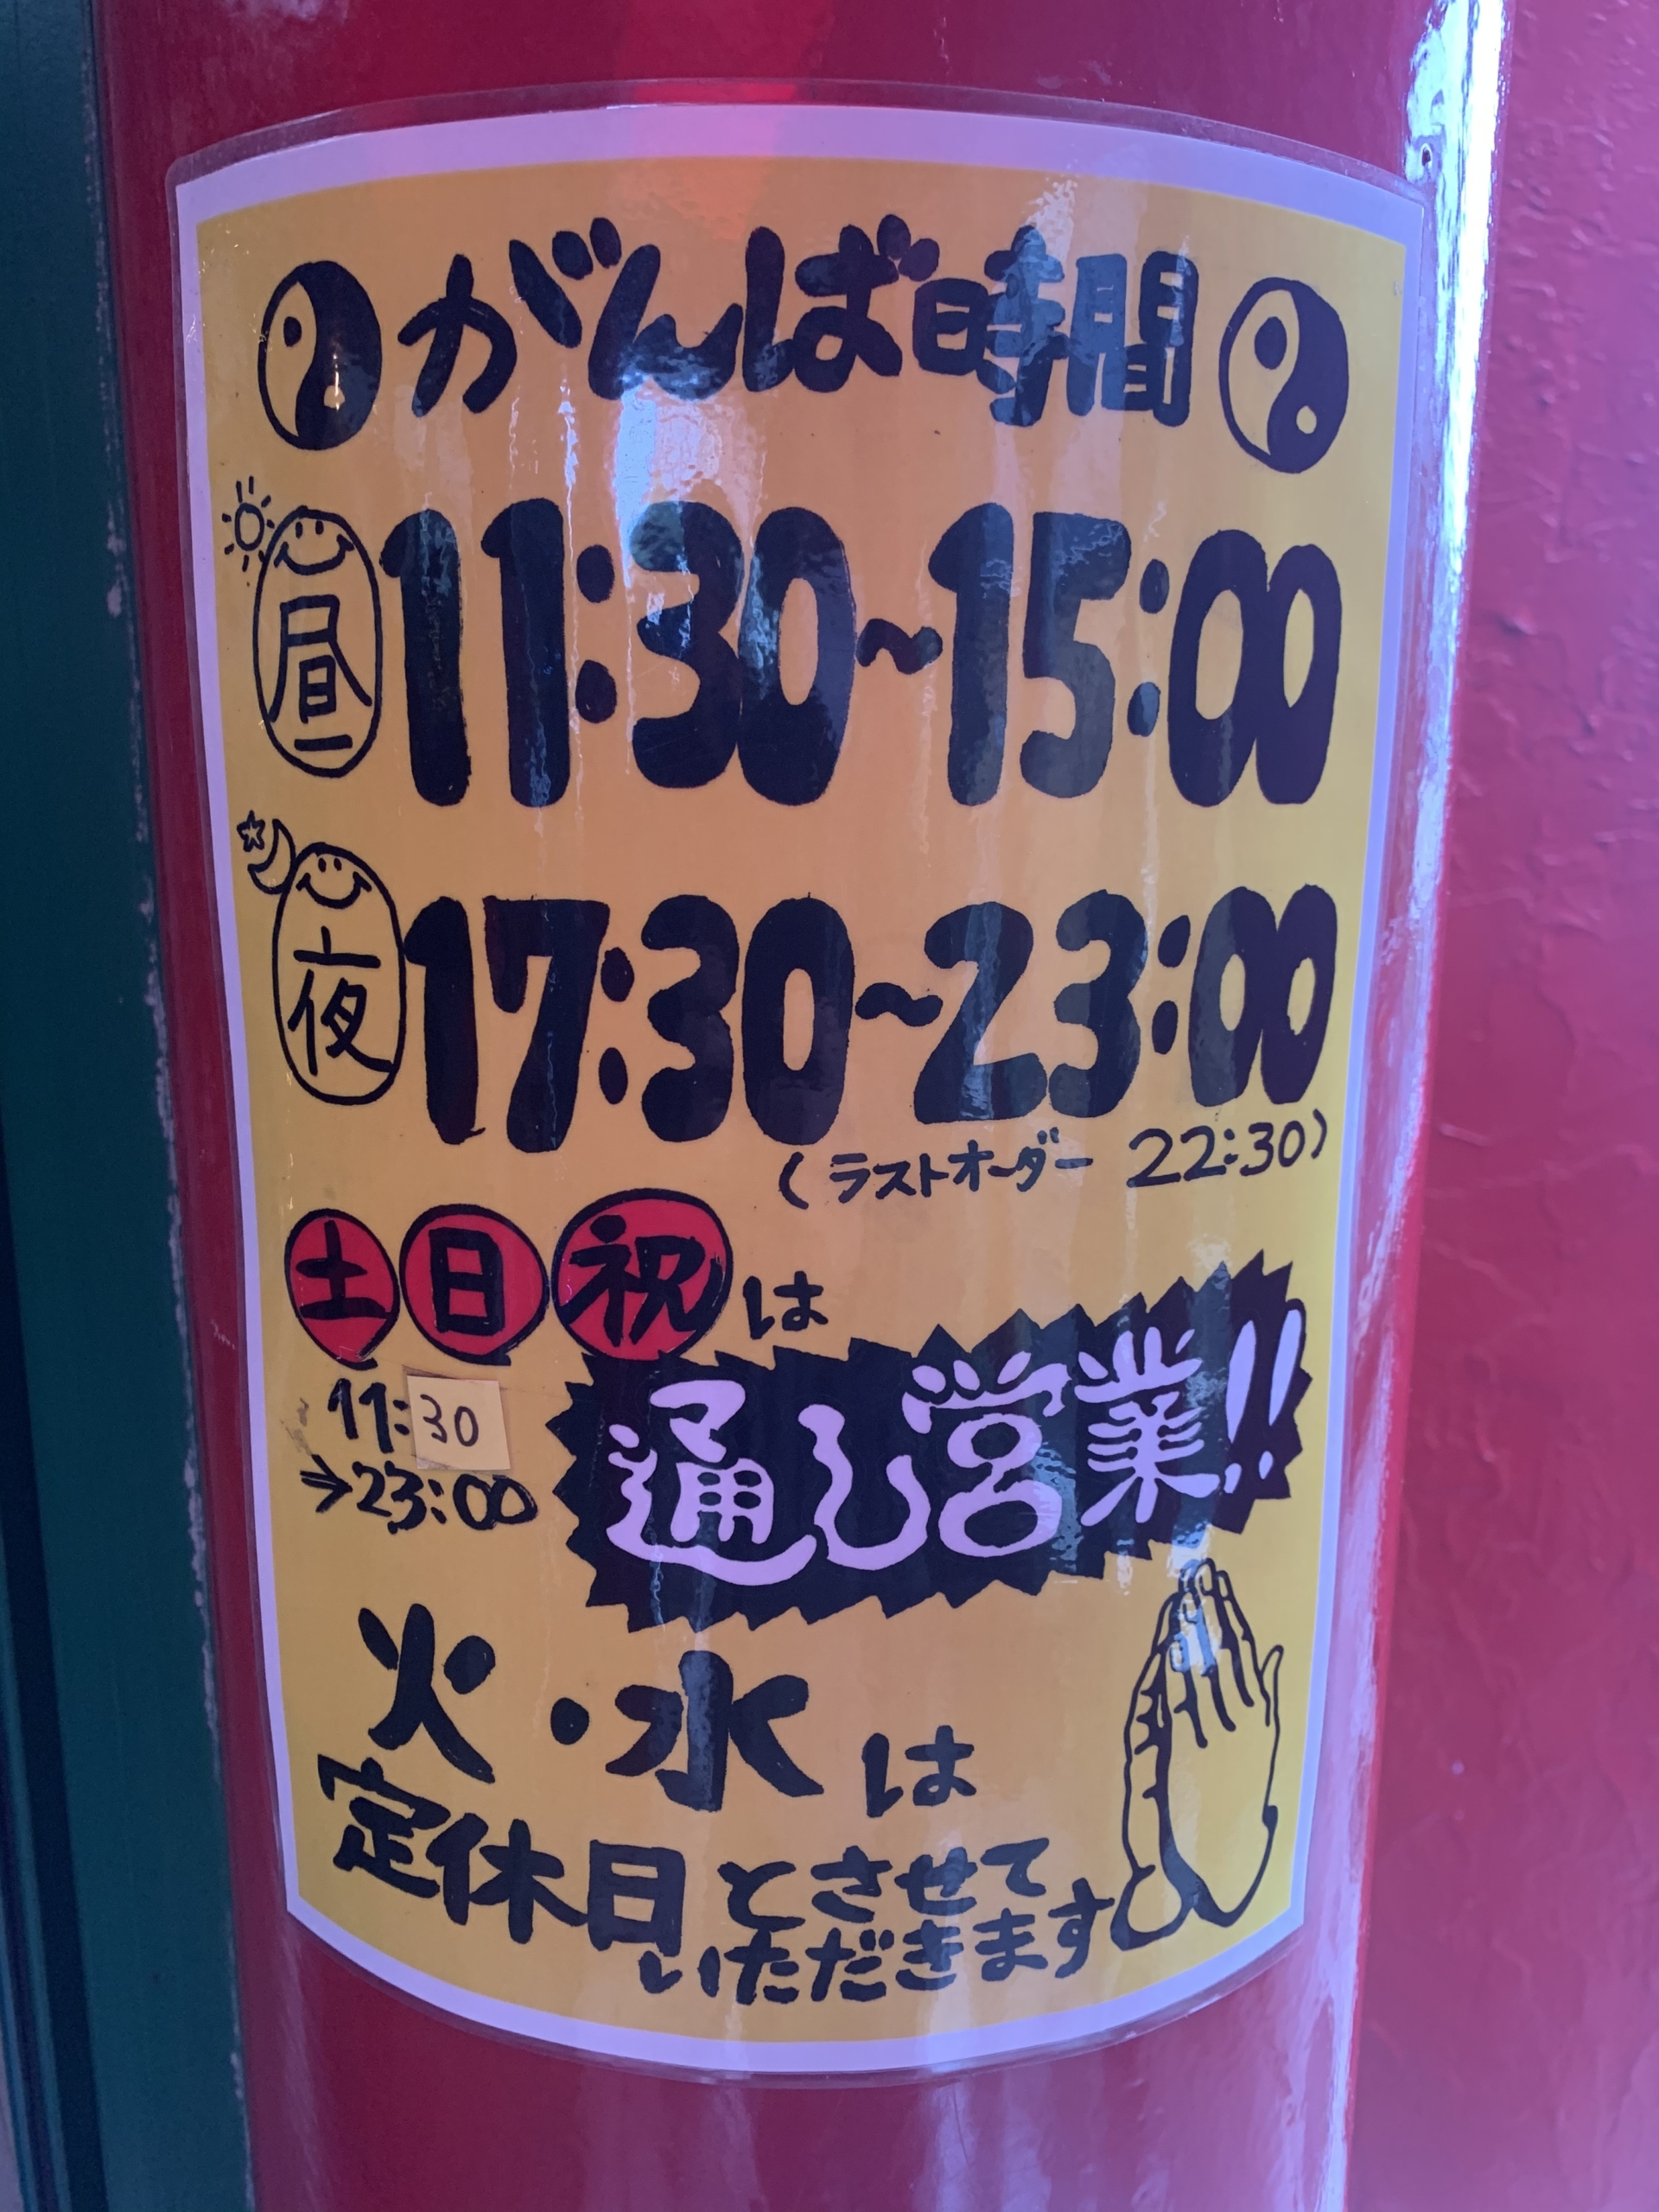 がんば時間
昼 11:30~15:00
夜 17:30~23:00
(ラストオーダー 22:30)
土日祝は
11:30
→23:00
通し営業!!
火・水は
定休日とさせて
いただきます